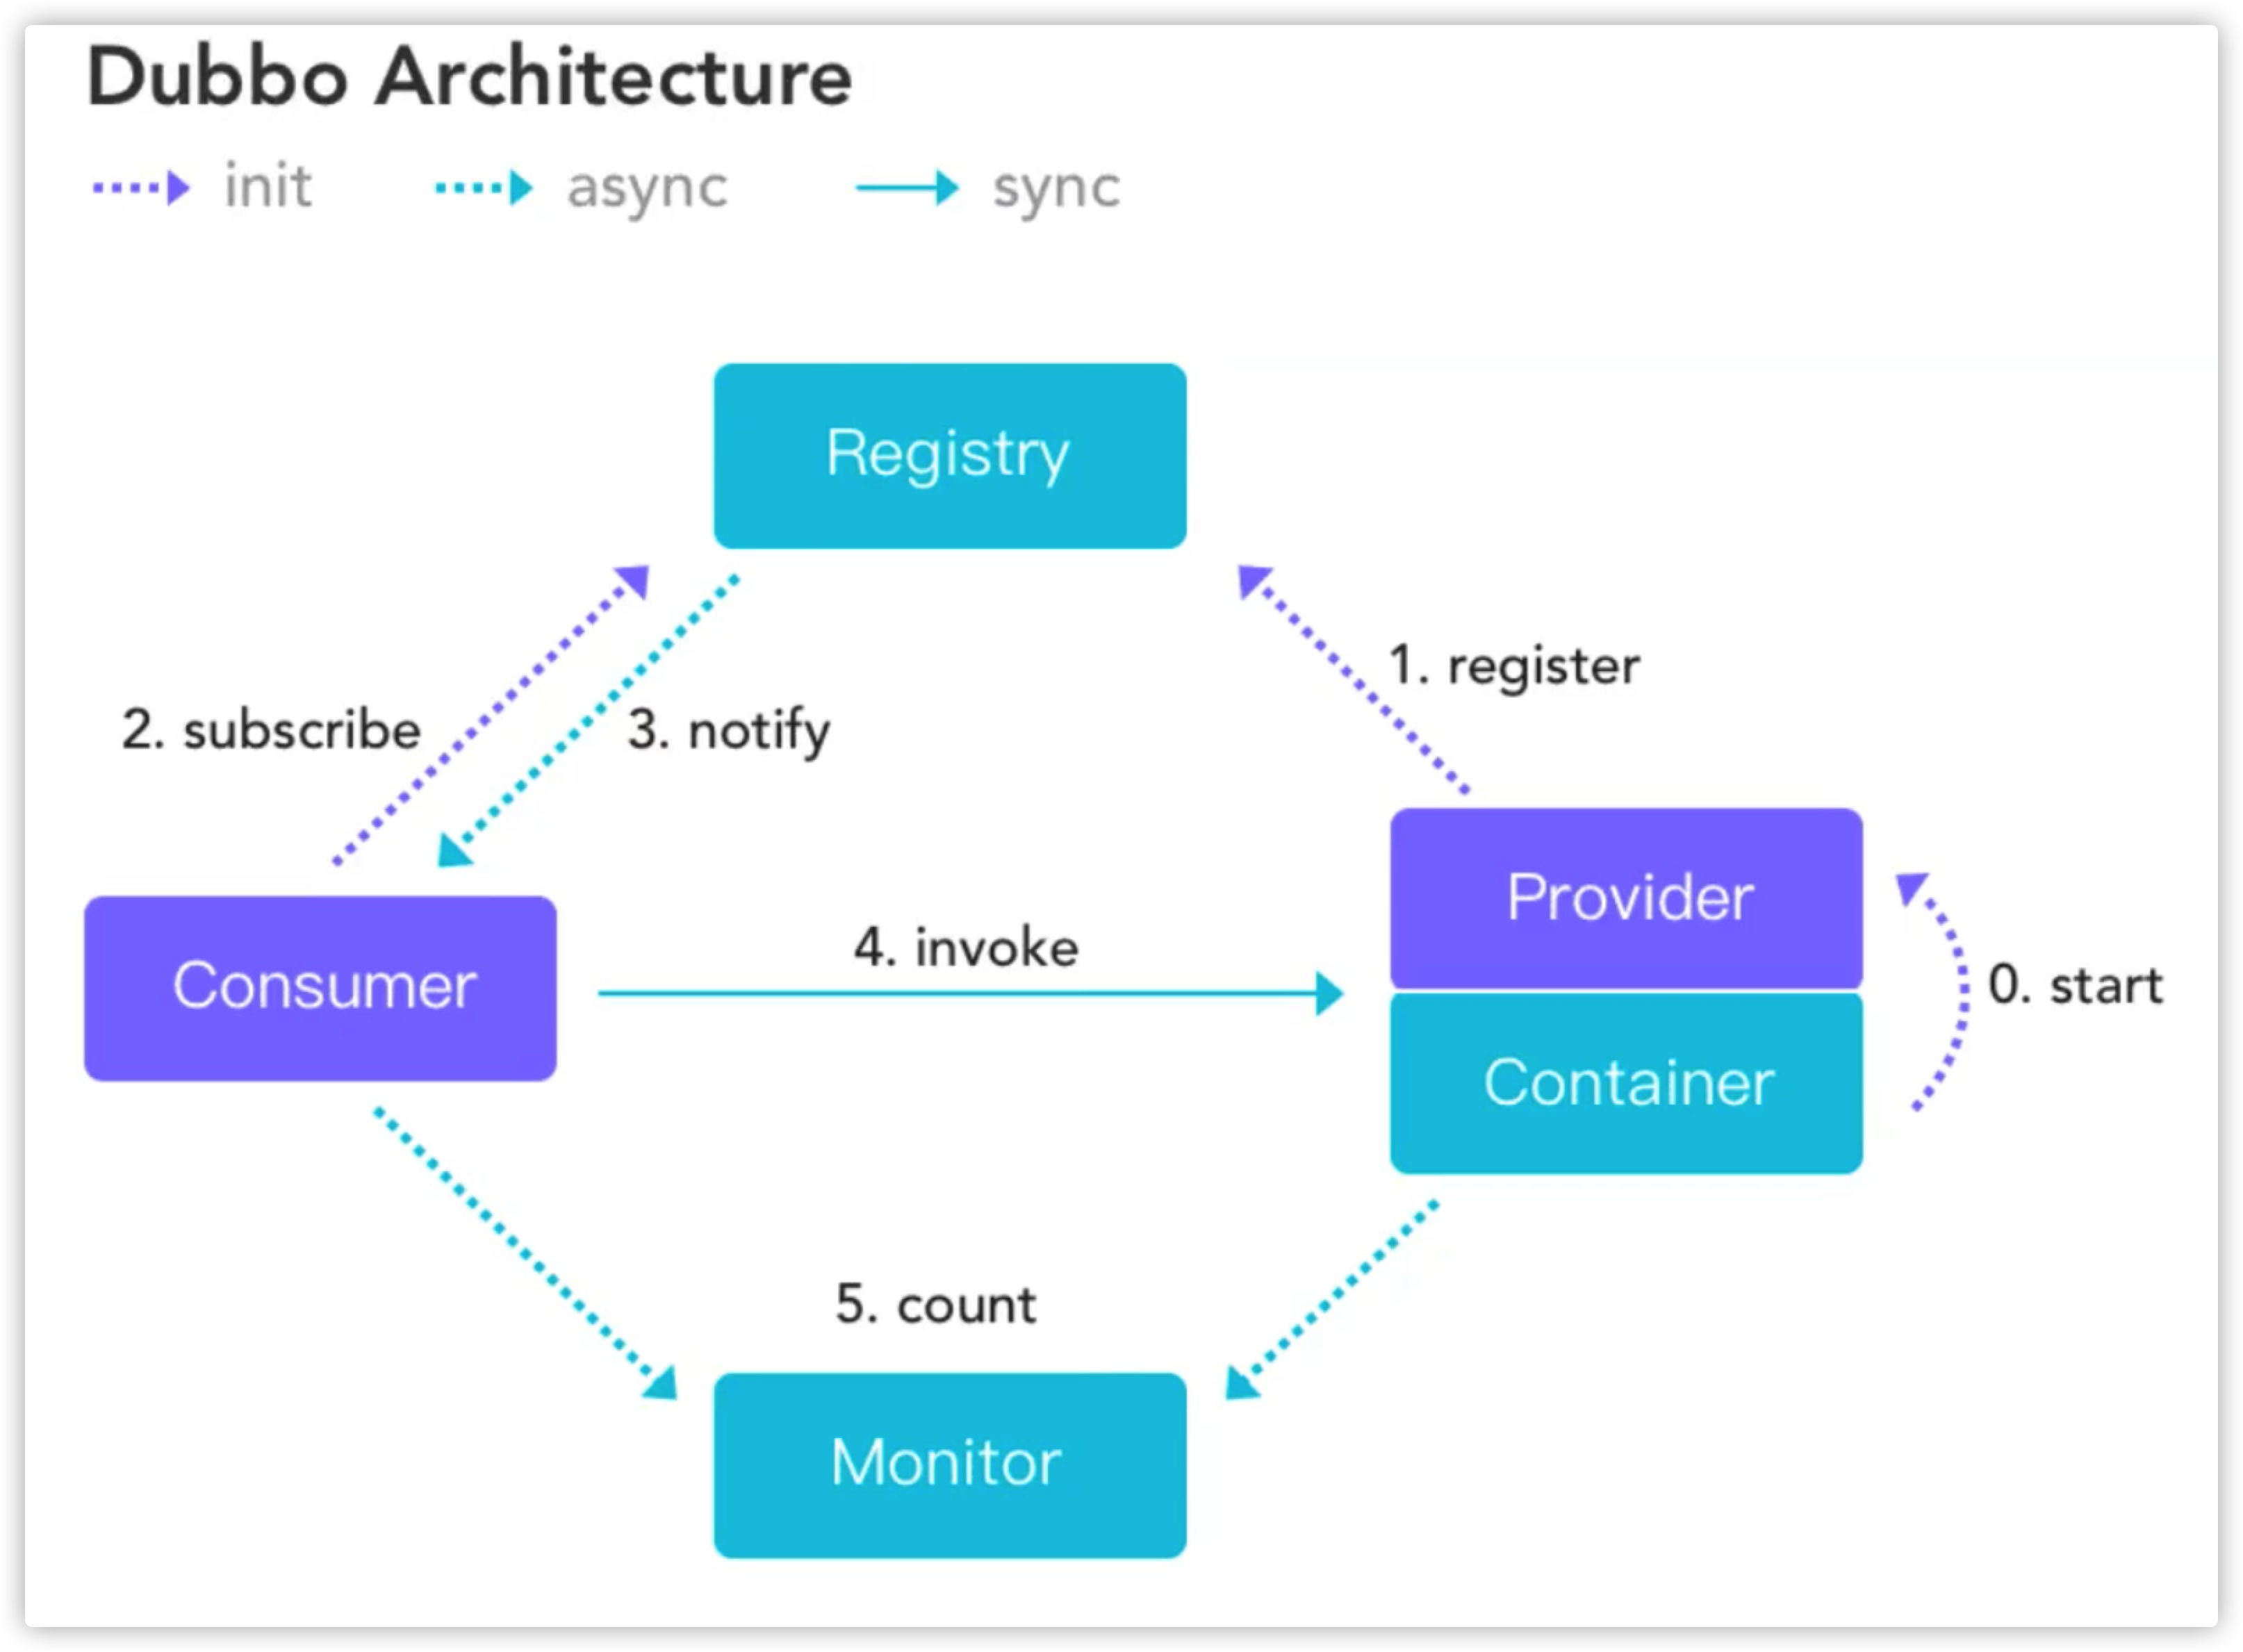 Dubbo Architecture
init async sync
Registry
1. register
2. subscribe 3. notify
Provider
4. invoke
Consumer
0. start
Container
5. count
Monitor